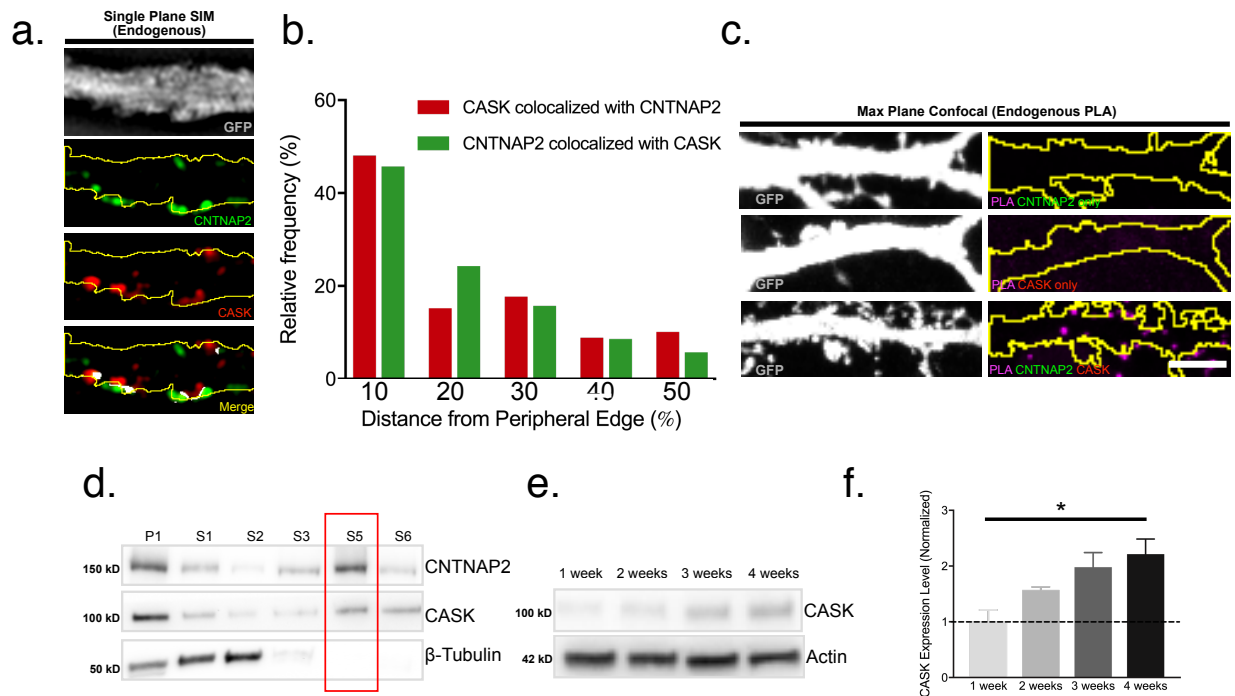 a.
Single Plane SIM
(Endogenous)
GFP
CNTNAP2
CASK
Merge
b.
60
40
20
0
CASK colocalized with CNTNAP2
CNTNAP2 colocalized with CASK
Relative frequency (%)
10 20 30 40 50
Distance from Peripheral Edge (%)
c.
Max Plane Confocal (Endogenous PLA)
GFP
PLA CNTNAP2 only
GFP
PLA CASK only
GFP
PLA CNTNAP2 CASK
d.
P1 S1 S2 S3 S5 S6
150 kD CNTNAP2
100 kD CASK
50 kD β-Tubulin
e.
1 week 2 weeks 3 weeks 4 weeks
100 kD CASK
42 kD Actin
f.
CASK Expression Level (Normalized)
3
2
1
0
*
1 week 2 weeks 3 weeks 4 weeks